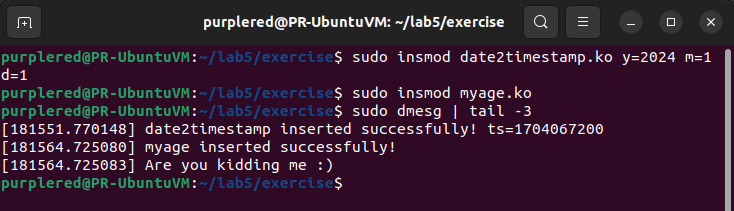 purplered@PR-UbuntuVM: ~/lab5/exercise
purplered@PR-UbuntuVM:~/lab5/exercise$ sudo insmod date2timestamp.ko y=2024 m=1
d=1
purplered@PR-UbuntuVM:~/lab5/exercise$ sudo insmod myage.ko
purplered@PR-UbuntuVM:~/lab5/exercise$ sudo dmesg | tail -3
[181551.770148] date2timestamp inserted successfully! ts=1704067200
[181564.725080] myage inserted successfully!
[181564.725083] Are you kidding me :)
purplered@PR-UbuntuVM:~/lab5/exercise$